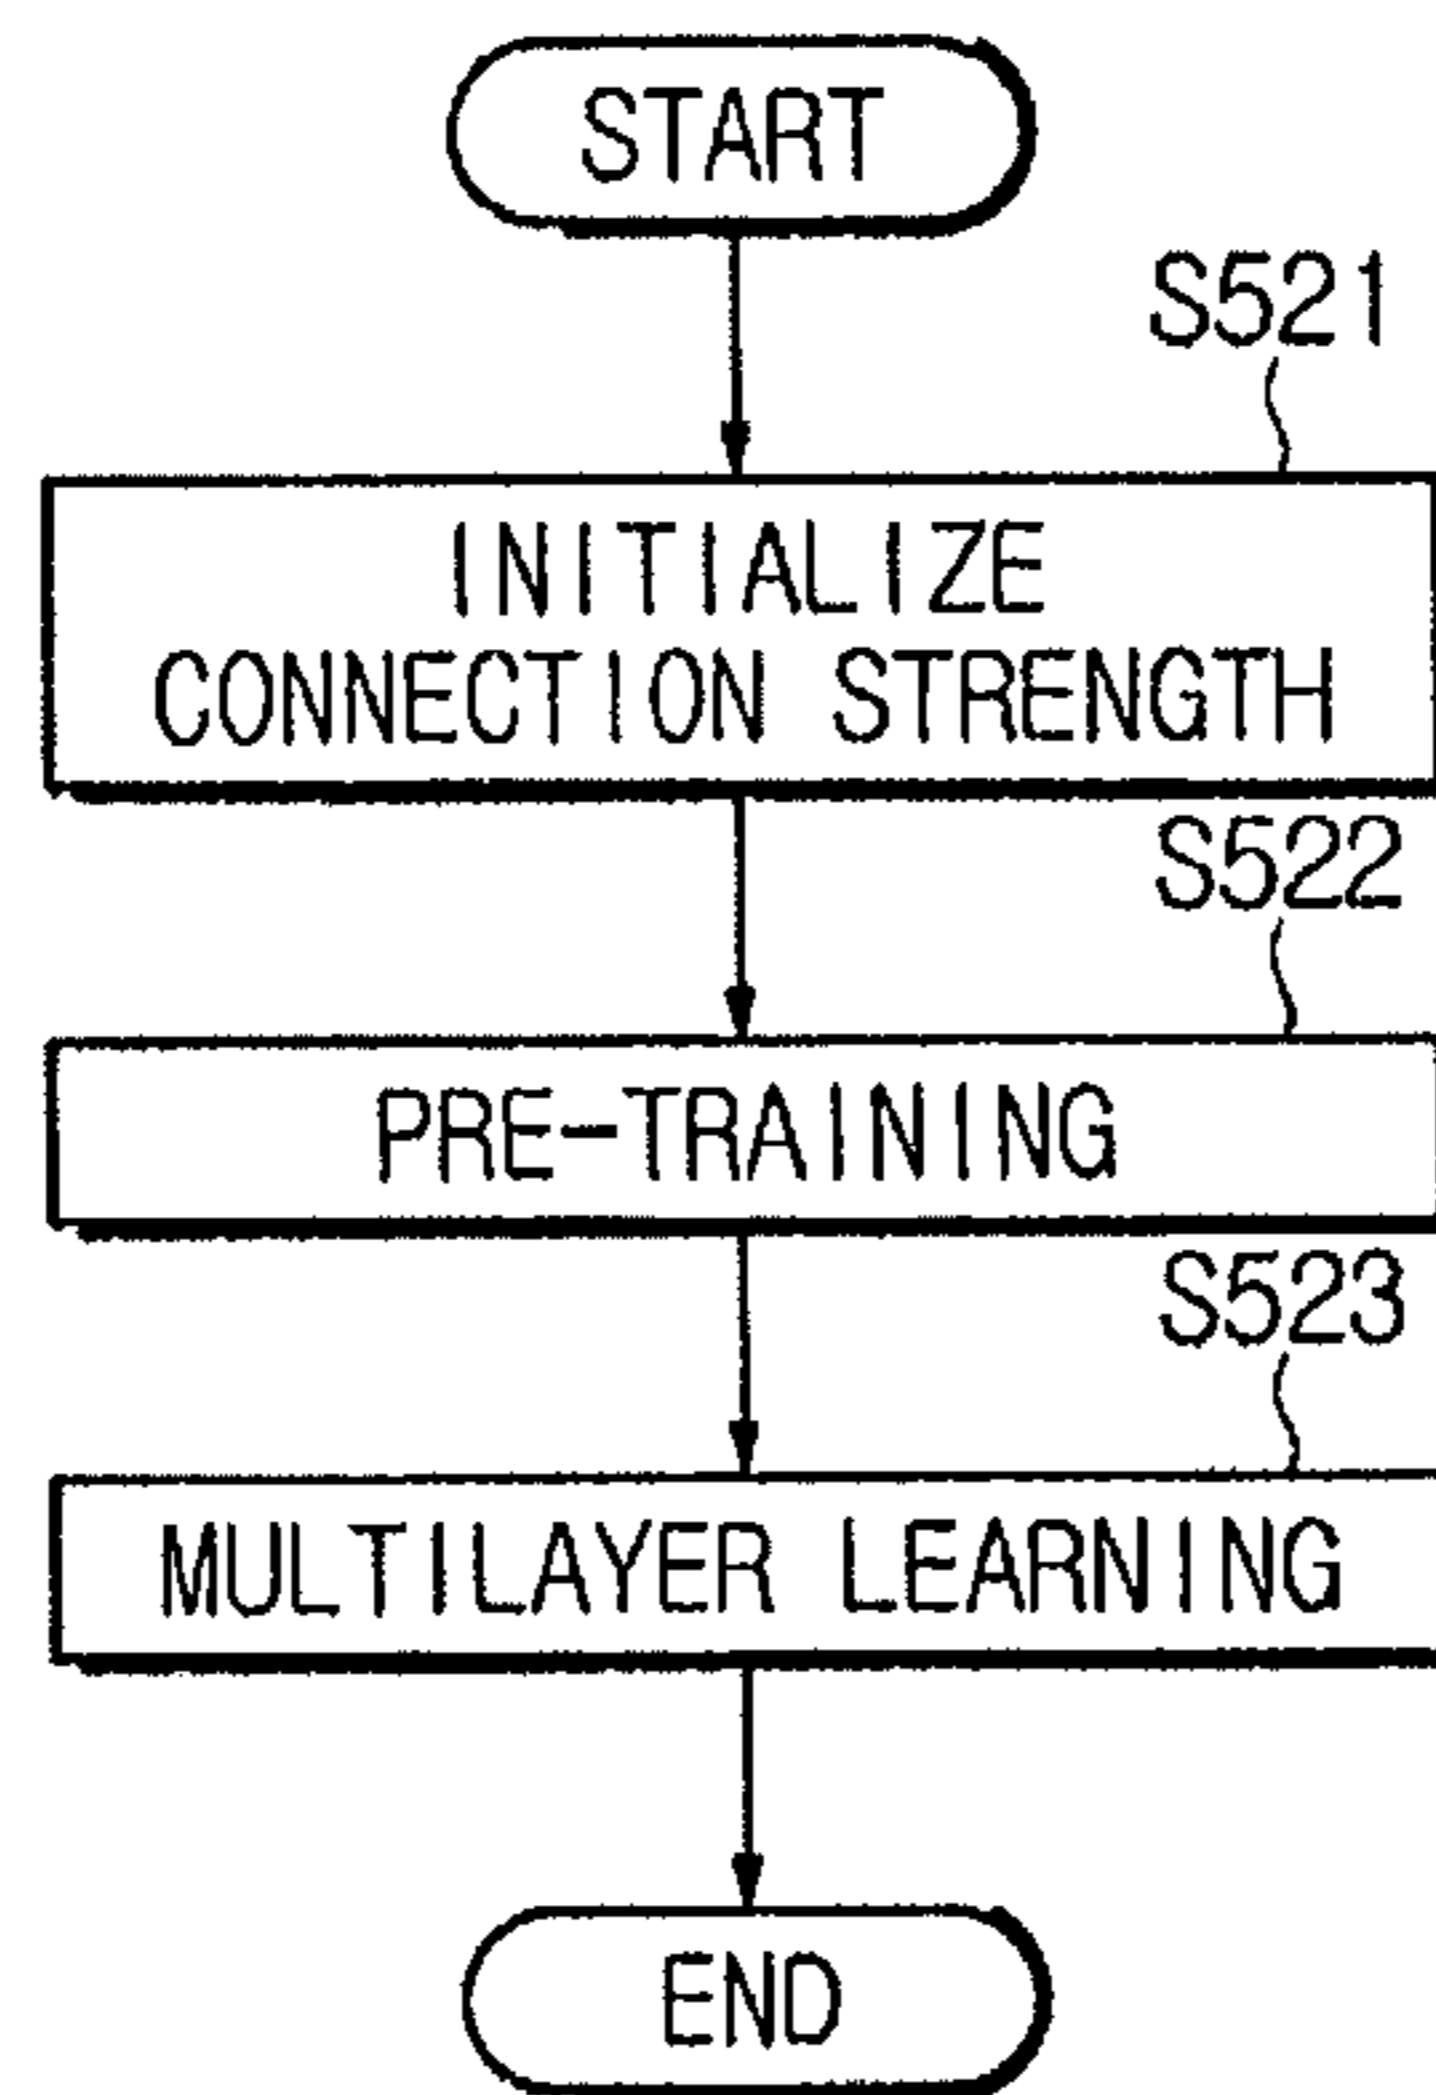 START
S521
INITIALIZE
CONNECTION STRENGTH
S522
PRE-TRAINING
S523
MULTILAYER LEARNING
END